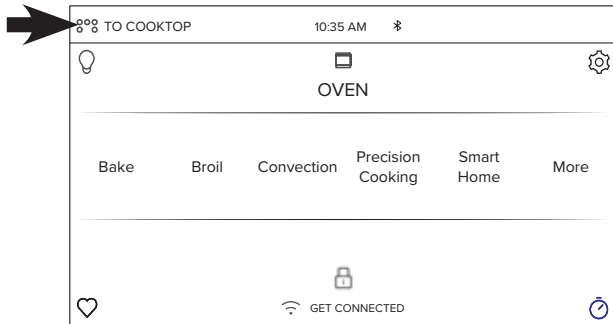 TO COOKTOP 10:35 AM
OVEN
Bake Broil Convection Precision Cooking Smart Home More
GET CONNECTED